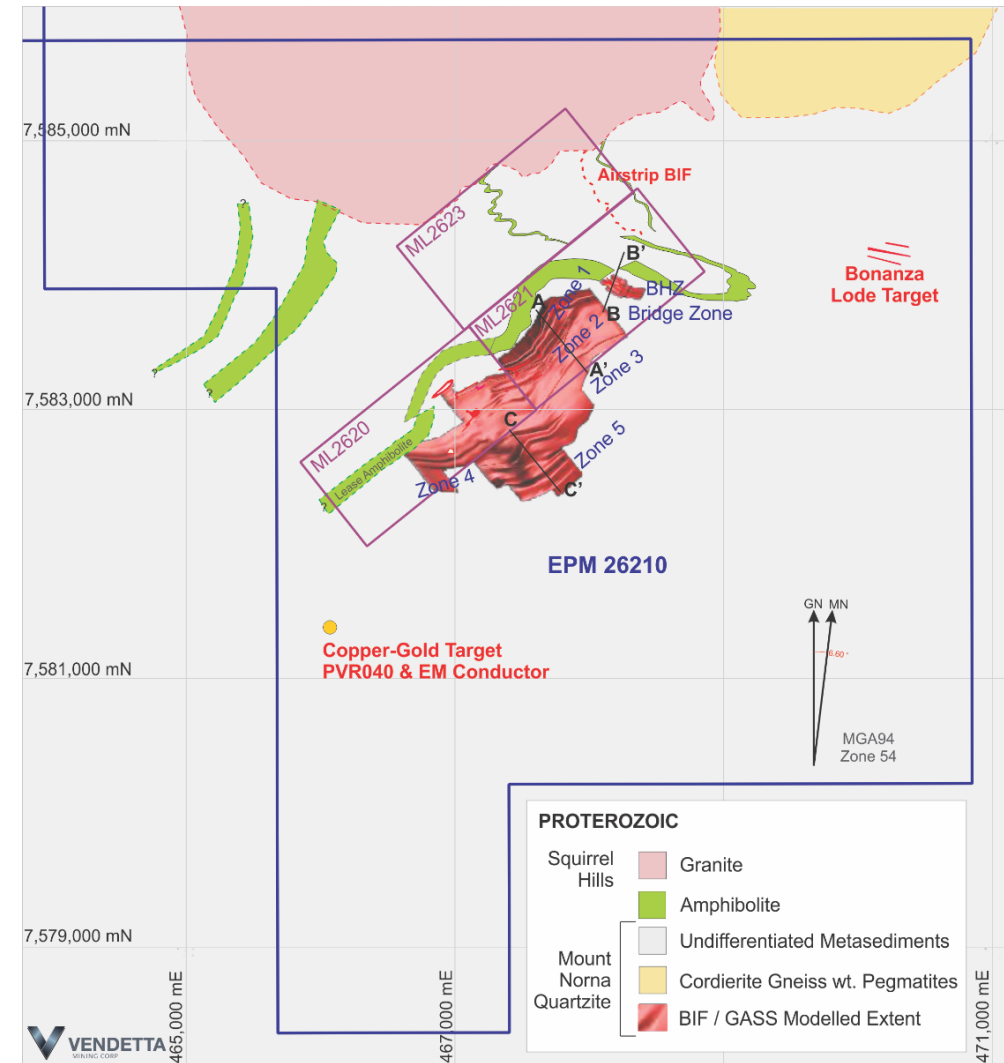 7,585,000 mN
Airstrip BIF
ML2623
B'
Bonanza
Lode Target
BHZ
A
Zone 1
ML2621
B
Bridge Zone
Zone 2
A'
Zone 3
7,583,000 mN
C
Zone 5
ML2620
Lease Amphibolite
Zone 4
C'
?
?
?
?
EPM 26210
GN MN
6.60°
Copper-Gold Target
PVR040 & EM Conductor
7,581,000 mN
MGA94
Zone 54
PROTEROZOIC
Squirrel
Hills
Granite
Amphibolite
Mount
Norna
Quartzite
Undifferentiated Metasediments
Cordierite Gneiss wt. Pegmatites
BIF / GASS Modelled Extent
7,579,000 mN
465,000 mE
467,000 mE
471,000 mE
VENDETTA
MINING CORP